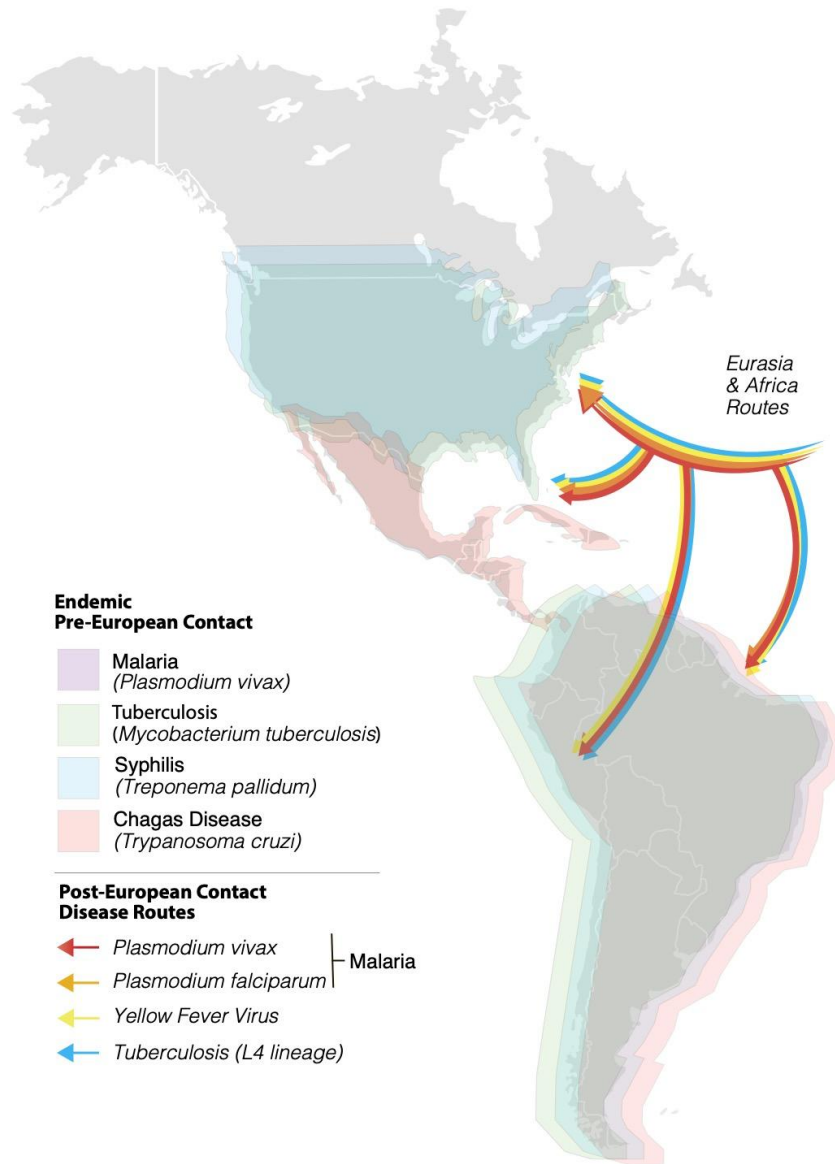 Eurasia
& Africa
Routes
Endemic
Pre-European Contact
Malaria
(Plasmodium vivax)
Tuberculosis
(Mycobacterium tuberculosis)
Syphilis
(Treponema pallidum)
Chagas Disease
(Trypanosoma cruzi)
Post-European Contact
Disease Routes
Plasmodium vivax
Plasmodium falciparum
Malaria
Yellow Fever Virus
Tuberculosis (L4 lineage)